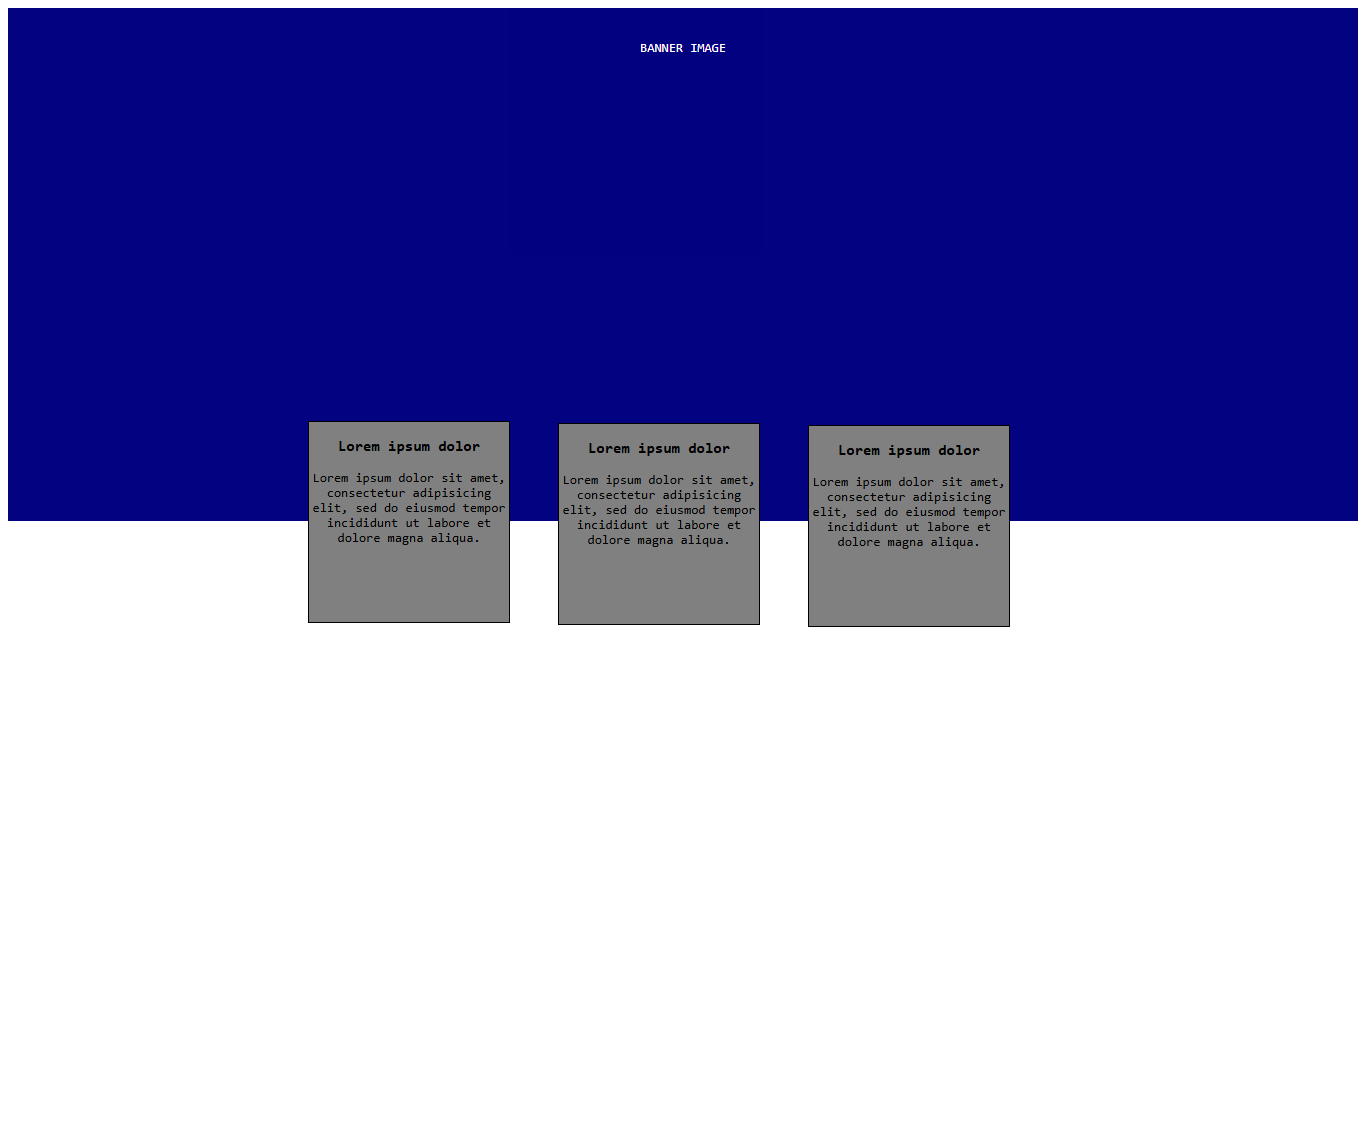 BANNER IMAGE
Lorem ipsum dolor
Lorem ipsum dolor sit amet,
consectetur adipisicing
elit, sed do eiusmod tempor
incididunt ut labore et
dolore magna aliqua.
Lorem ipsum dolor
Lorem ipsum dolor sit amet,
consectetur adipisicing
elit, sed do eiusmod tempor
incididunt ut labore et
dolore magna aliqua.
Lorem ipsum dolor
Lorem ipsum dolor sit amet,
consectetur adipisicing
elit, sed do eiusmod tempor
incididunt ut labore et
dolore magna aliqua.